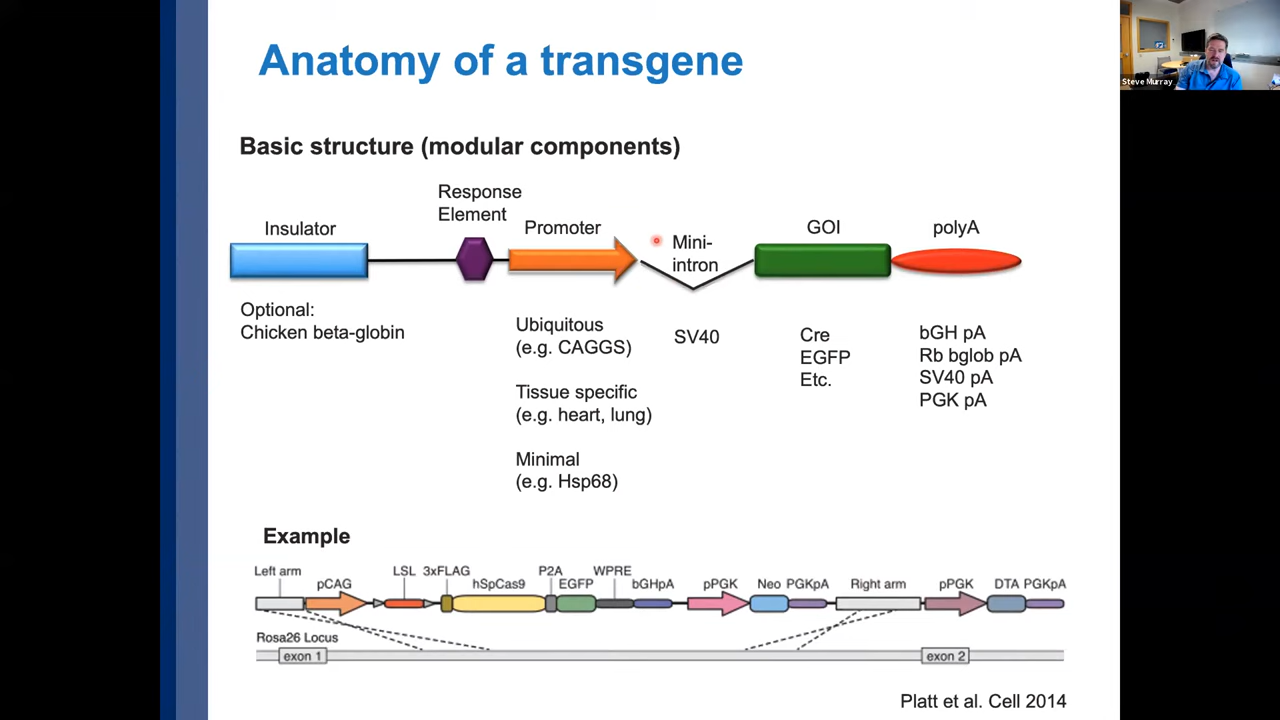 Anatomy of a transgene
Steve Murray
Basic structure (modular components)
Response
Element
Insulator
Promoter
Mini-
intron
GOI
polyA
Optional:
Chicken beta-globin
Ubiquitous
(e.g. CAGGS)
Tissue specific
(e.g. heart, lung)
Minimal
(e.g. Hsp68)
SV40
Cre
EGFP
Etc.
bGH pA
Rb bglob pA
SV40 pA
PGK pA
Example
Left arm
pCAG
LSL
3xFLAG
hSpCas9
P2A
EGFP
WPRE
bGHpA
pPGK
Neo
PGKpA
Right arm
pPGK
DTA
PGKpA
Rosa26 Locus
exon 1
exon 2
Platt et al. Cell 2014